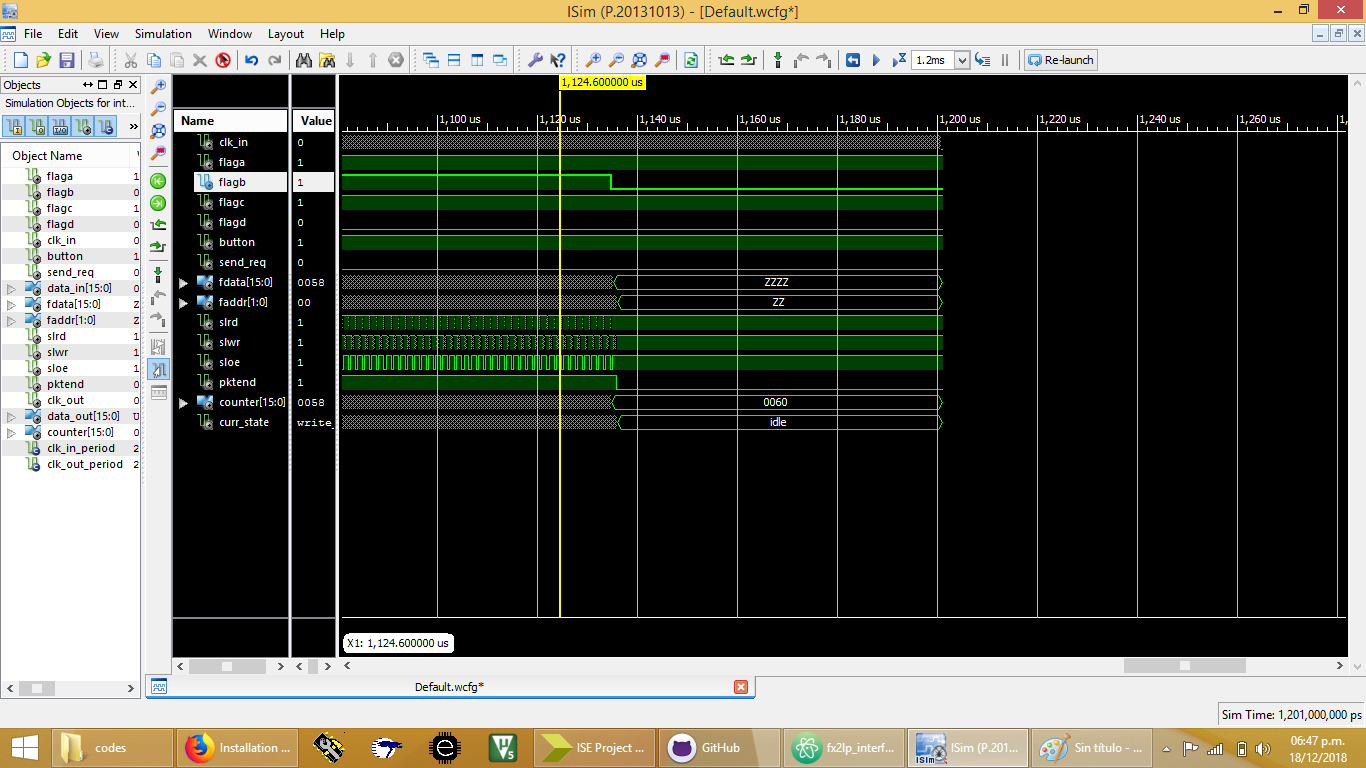 ISim (P.20131013) - [Default.wcfg*]
File Edit View Simulation Window Layout Help
1.2ms Re-launch
Objects
Simulation Objects for int...
»
Object Name
flaga 1
flagb 0
flagc 1
flagd 0
clk_in 0
button 1
send_req 0
data_in[15:0] 0
fdata[15:0] Z
faddr[1:0] Z
slrd 1
slwr 1
sloe 1
pktend 0
clk_out 0
data_out[15:0]
counter[15:0] 0
clk_in_period 2
clk_out_period 2
Name Value
clk_in 0
flaga 1
flagb 1
flagc 1
flagd 0
button 1
send_req 0
fdata[15:0] 0058
faddr[1:0] 00
slrd 1
slwr 1
sloe 1
pktend 1
counter[15:0] 0058
curr_state write_
1,124.600000 us
1,100 us 1,120 us 1,140 us 1,160 us 1,180 us 1,200 us 1,220 us 1,240 us 1,260 us
ZZZZ
ZZ
0060
idle
X1: 1,124.600000 us
Default.wcfg*
Sim Time: 1,201,000,000 ps
codes
Installation ...
ISE Project ...
GitHub
fx2lp_interf...
ISim (P.201...
Sin título - ...
06:47 p.m.
18/12/2018